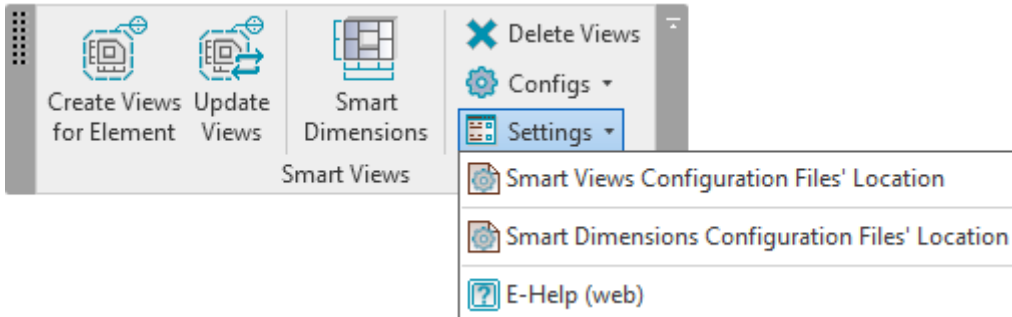 Create Views
for Element
Update
Views
Smart
Dimensions
Delete Views
Configs
Settings
Smart Views
Smart Views Configuration Files' Location
Smart Dimensions Configuration Files' Location
E-Help (web)